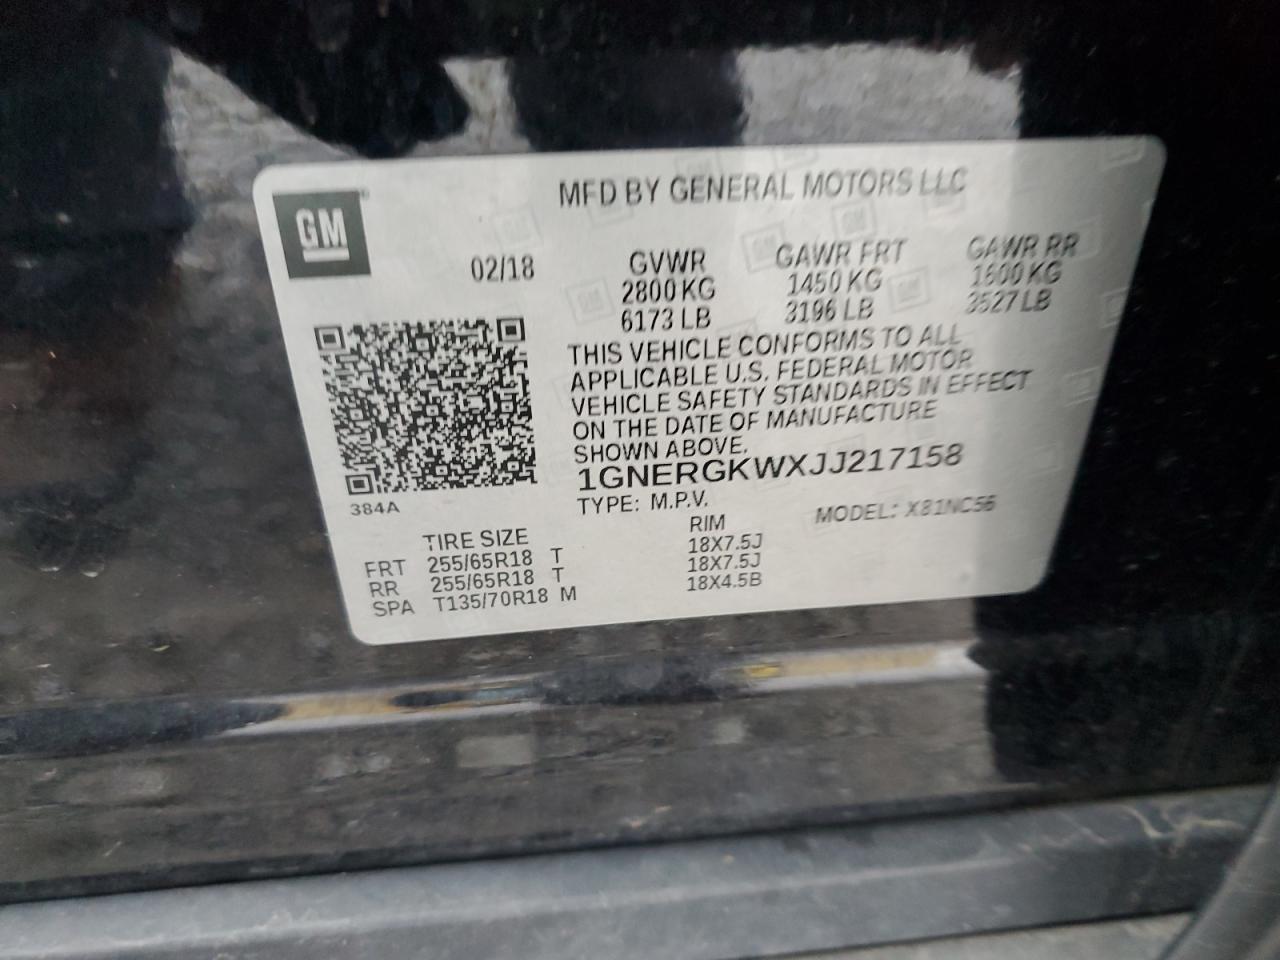 GM
MFD BY GENERAL MOTORS LLC
02/18
GVWR GAWR FRT GAWR RR
2800 KG 1450 KG 1600 KG
6173 LB 3196 LB 3527 LB
THIS VEHICLE CONFORMS TO ALL
APPLICABLE U.S. FEDERAL MOTOR
VEHICLE SAFETY STANDARDS IN EFFECT
ON THE DATE OF MANUFACTURE
SHOWN ABOVE.
1GNERGKWXJJ217158
384A
TYPE: M.P.V. MODEL: X81NC56
TIRE SIZE RIM
FRT 255/65R18 T 18X7.5J
RR 255/65R18 T 18X7.5J
SPA T135/70R18 M 18X4.5B